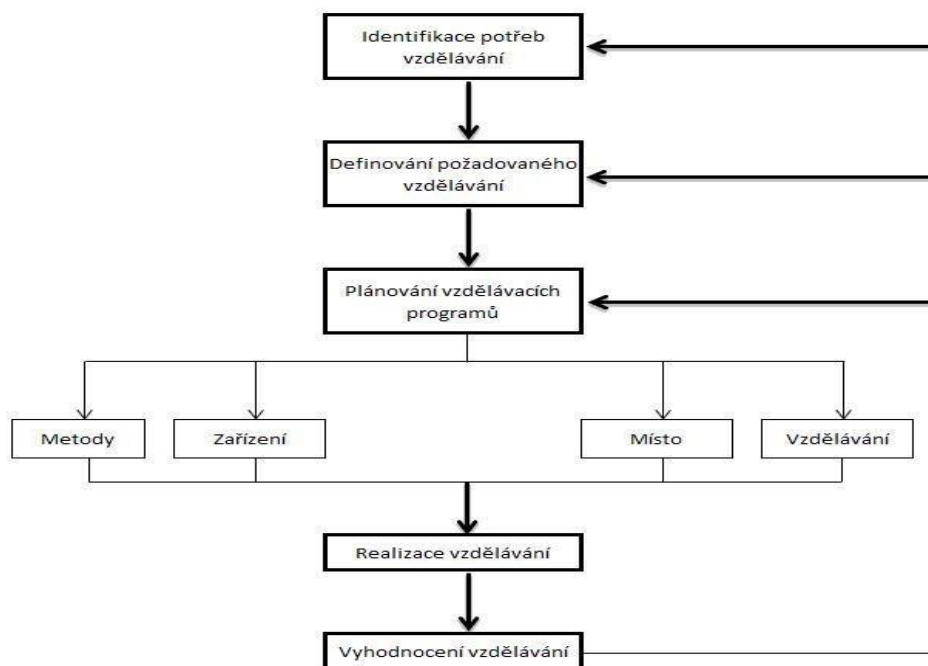 Identifikace potřeb
vzdělávání
Definování požadovaného
vzdělávání
Plánování vzdělávacích
programů
Metody
Zařízení
Místo
Vzdělávání
Realizace vzdělávání
Vyhodnocení vzdělávání